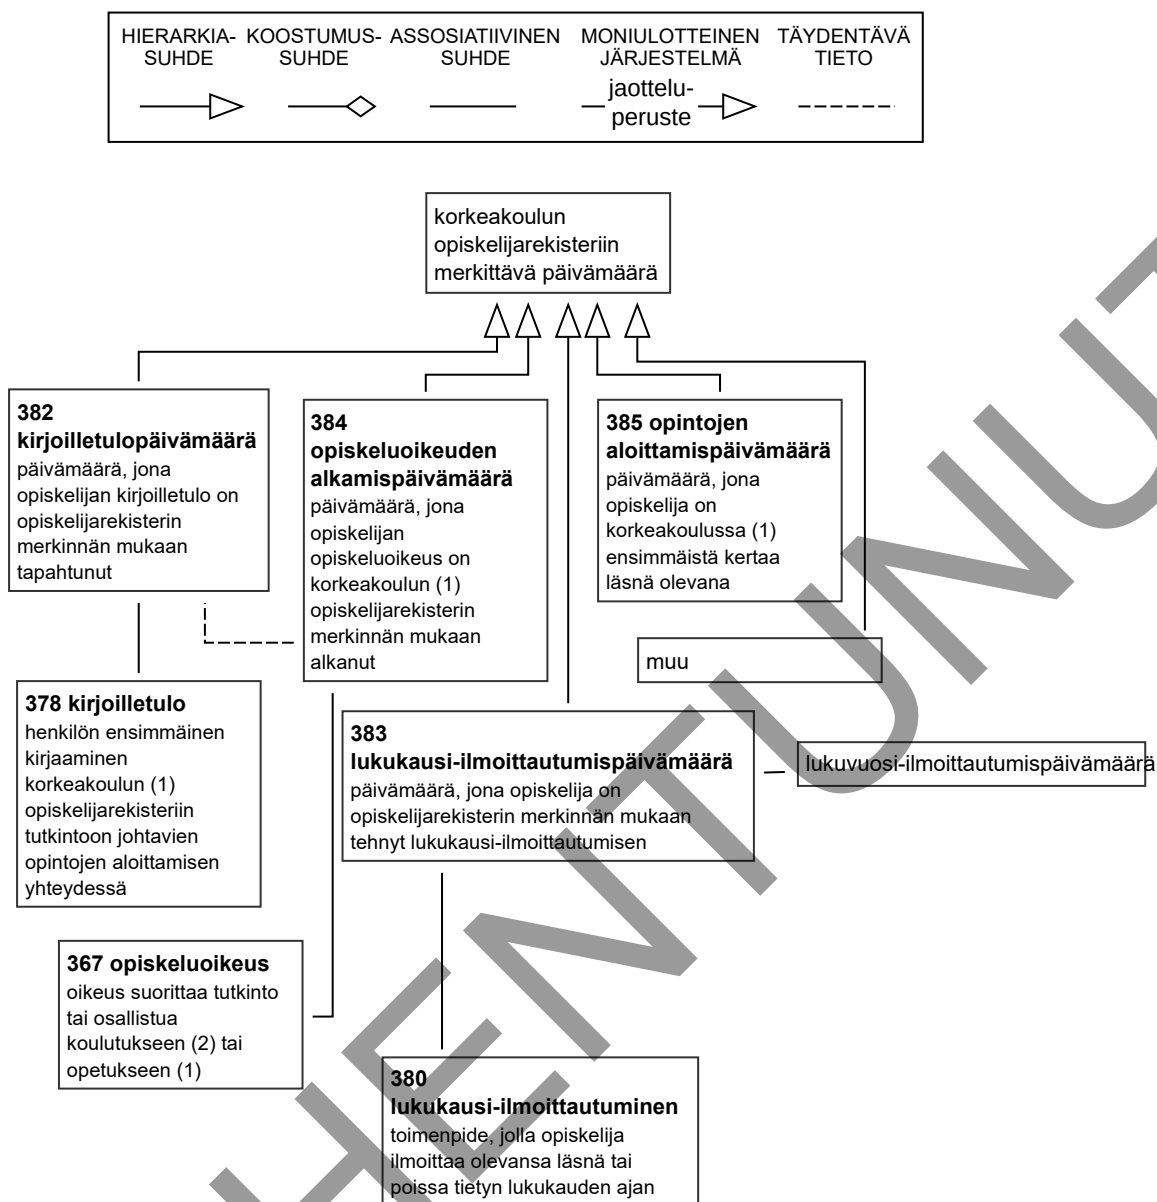 HIERARKIA-
SUHDE
KOOSTUMUS-
SUHDE
ASSOSIATIIVINEN
SUHDE
MONIULOTTEINEN
JÄRJESTELMÄ
TÄYDENTÄVÄ
TIETO
jaottelu-
peruste
korkeakoulun
opiskelijarekisteriin
merkittävä päivämäärä
382
kirjoilletulopäivämäärä
päivämäärä, jona
opiskelijan kirjoilletulo on
opiskelijarekisterin
merkinnän mukaan
tapahtunut
384
opiskeluoikeuden
alkamispäivämäärä
päivämäärä, jona
opiskelijan
opiskeluoikeus on
korkeakoulun (1)
opiskelijarekisterin
merkinnän mukaan
alkanut
385 opintojen
aloittamispäivämäärä
päivämäärä, jona
opiskelija on
korkeakoulussa (1)
ensimmäistä kertaa
läsnä olevana
muu
378 kirjoilletulo
henkilön ensimmäinen
kirjaaminen
korkeakoulun (1)
opiskelijarekisteriin
tutkintoon johtavien
opintojen aloittamisen
yhteydessä
383
lukukausi-ilmoittautumispäivämäärä
päivämäärä, jona opiskelija on
opiskelijarekisterin merkinnän mukaan
tehnyt lukukausi-ilmoittautumisen
lukuvuosi-ilmoittautumispäivämäärä
367 opiskeluoikeus
oikeus suorittaa tutkinto
tai osallistua
koulutukseen (2) tai
opetukseen (1)
380
lukukausi-ilmoittautuminen
toimenpide, jolla opiskelija
ilmoittaa olevansa läsnä tai
poissa tietyn lukukauden ajan
HENTUNUT